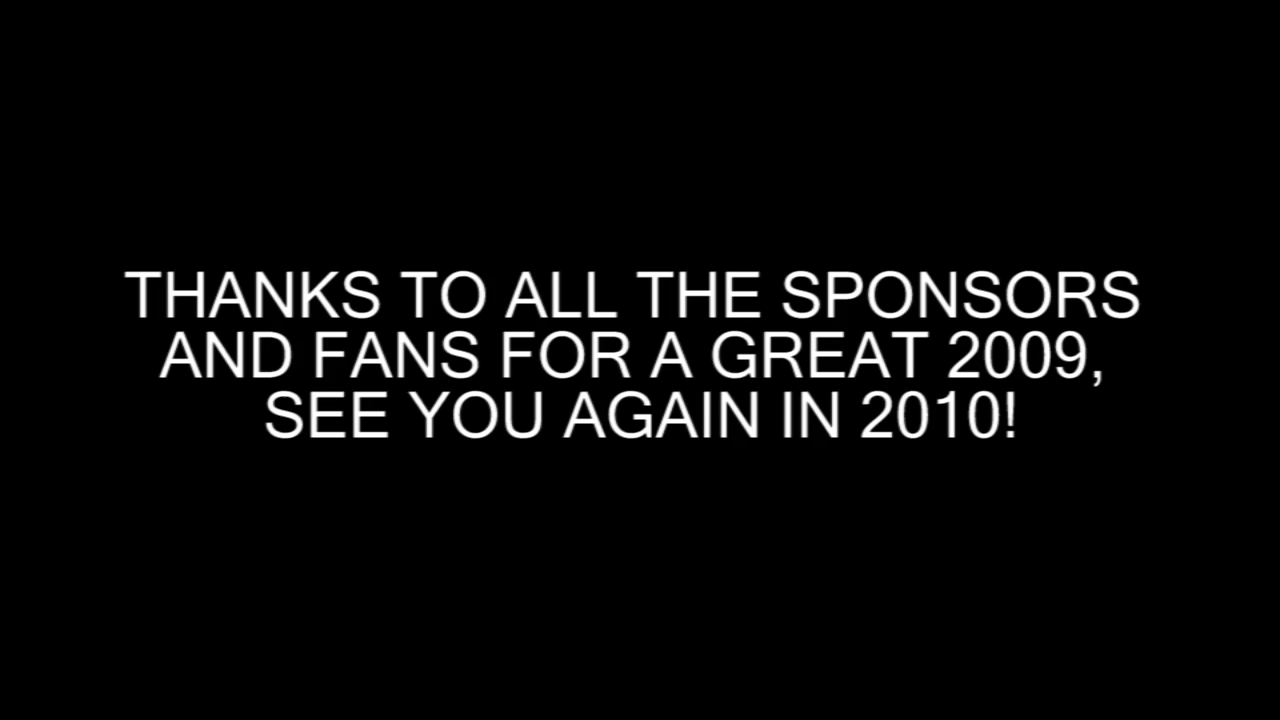 THANKS TO ALL THE SPONSORS
AND FANS FOR A GREAT 2009,
SEE YOU AGAIN IN 2010!